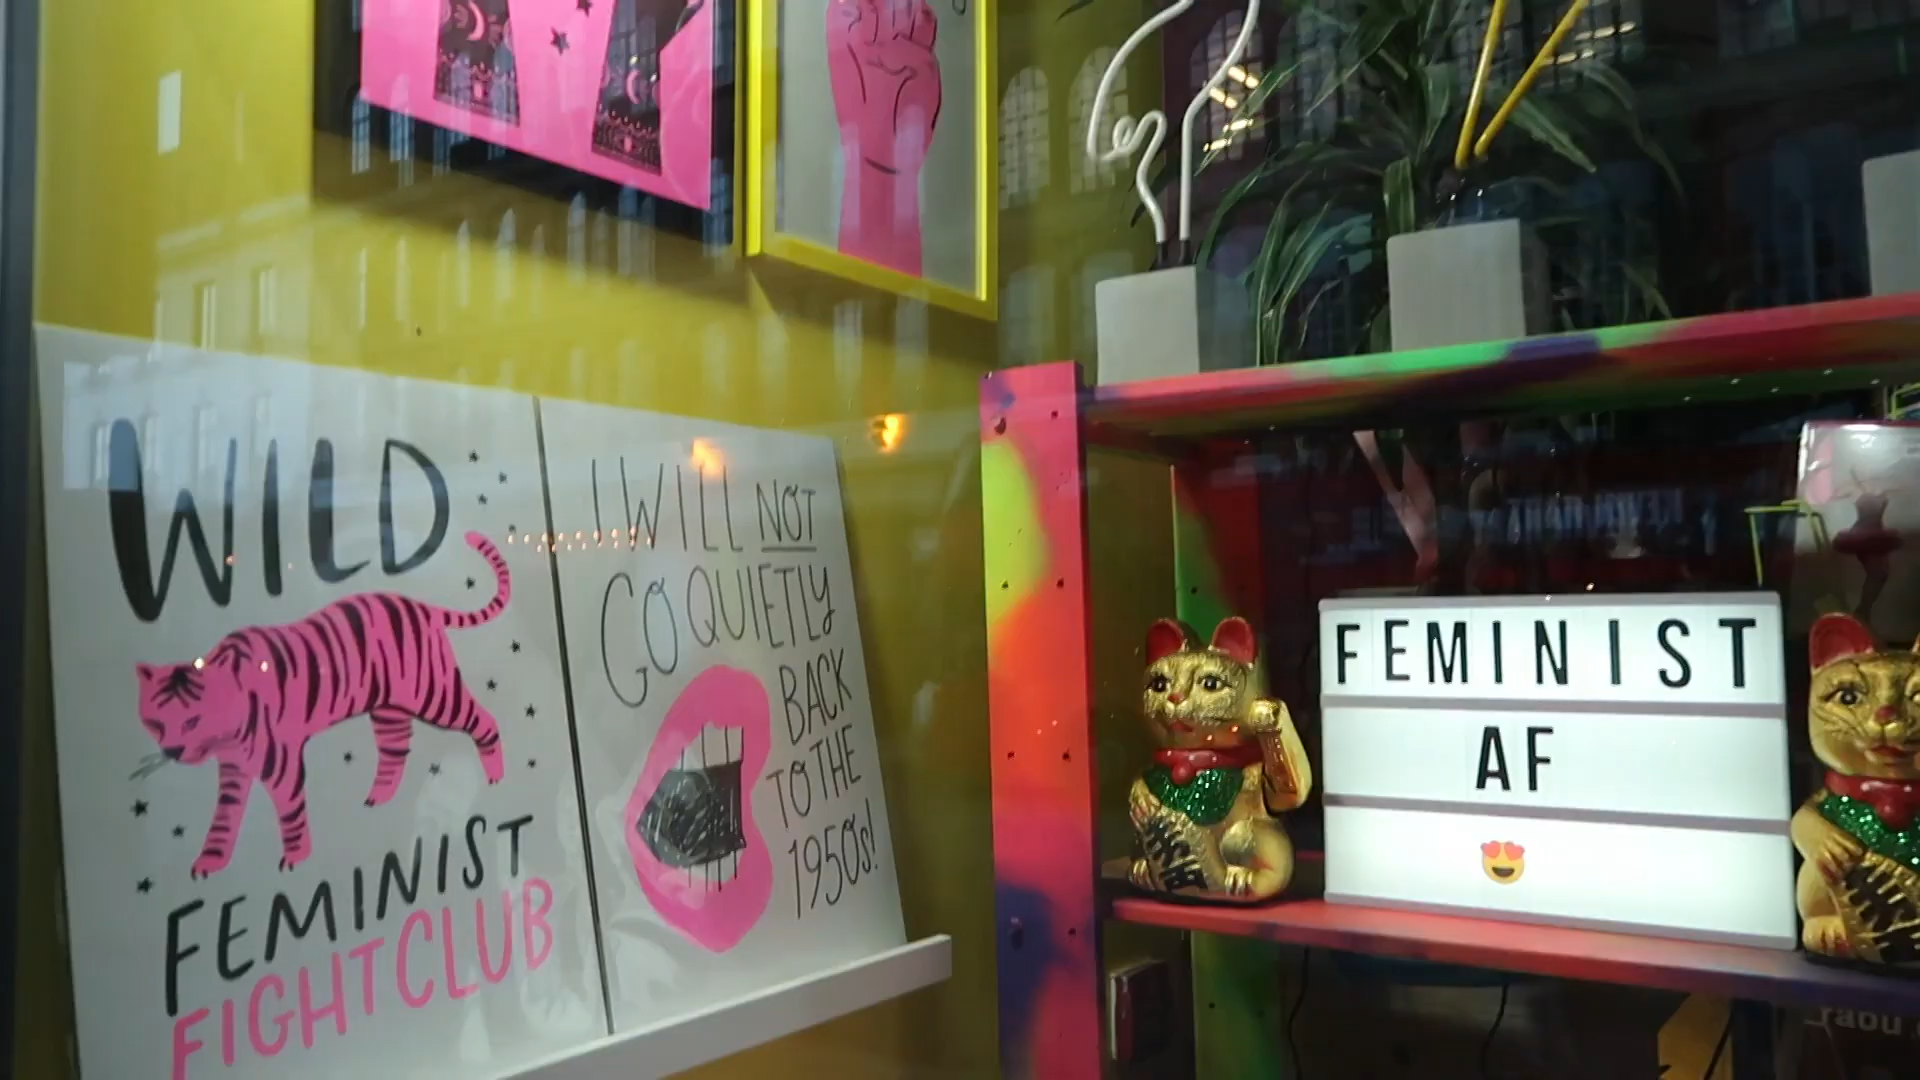 WILD
FEMINIST
FIGHT CLUB
I WILL NOT
GO QUIETLY
BACK
TO THE
1950s!
FEMINIST
AF